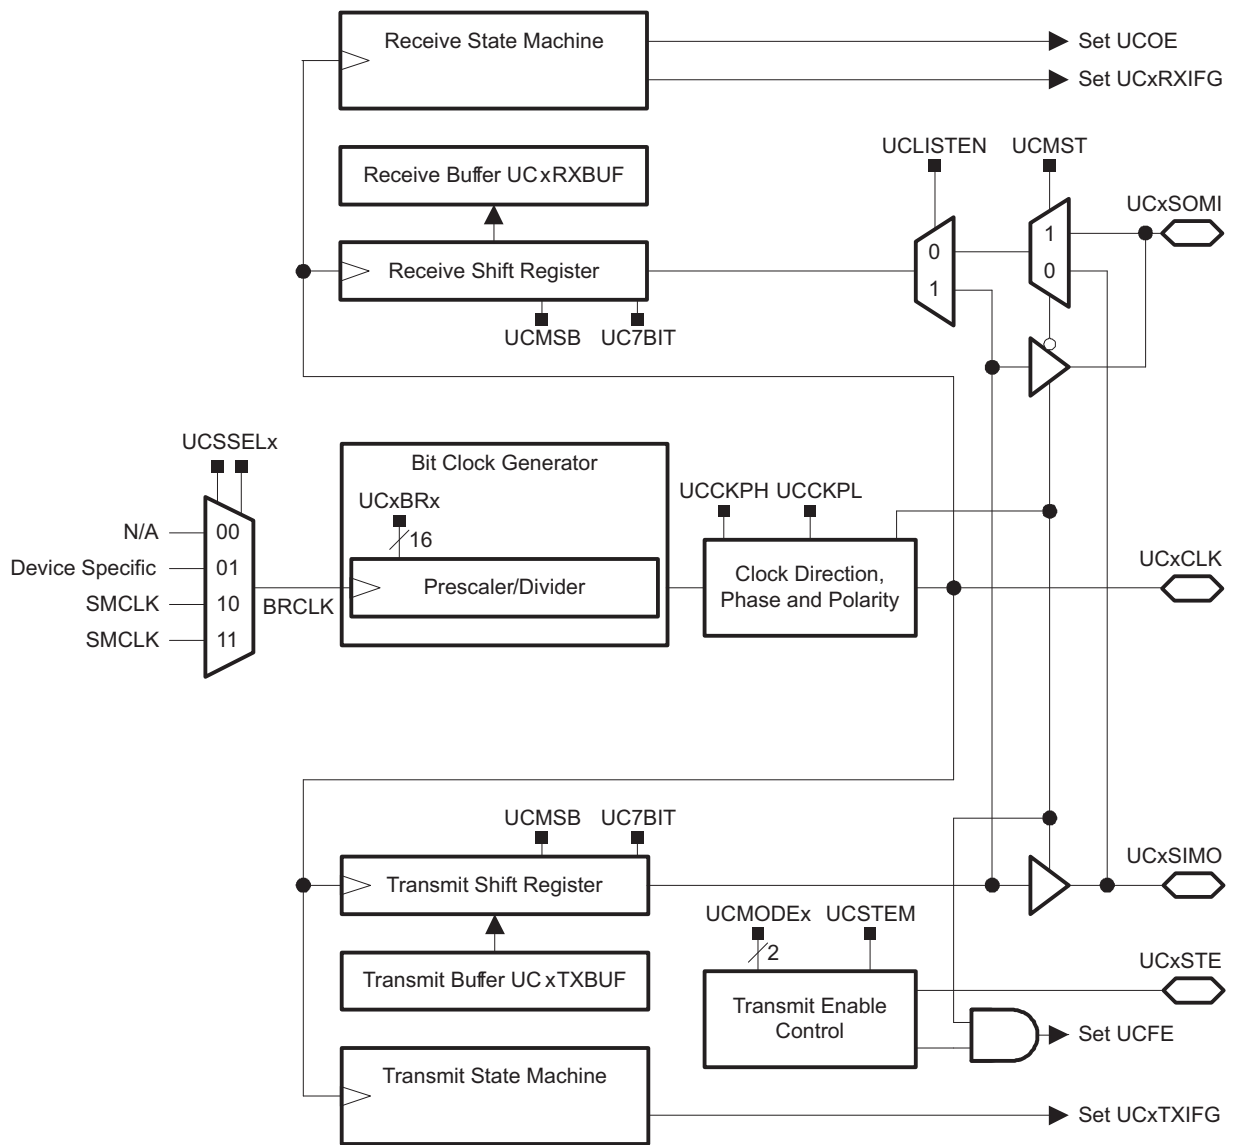 Receive State Machine
Set UCOE
Set UCxRXIFG
UCLISTEN
UCMST
Receive Buffer UCxRXBUF
UCxSOMI
1
0
0
1
Receive Shift Register
UCMSB
UC7BIT
UCSSELx
Bit Clock Generator
UCxBRx
16
UCCKPH
UCCKPL
N/A
00
Device Specific
01
SMCLK
10
SMCLK
11
BRCLK
Prescaler/Divider
Clock Direction,
Phase and Polarity
UCxCLK
UCMSB
UC7BIT
Transmit Shift Register
UCxSIMO
UCMODEx
UCSTEM
2
Transmit Buffer UCxTXBUF
UCxSTE
Transmit Enable
Control
Set UCFE
Transmit State Machine
Set UCxTXIFG